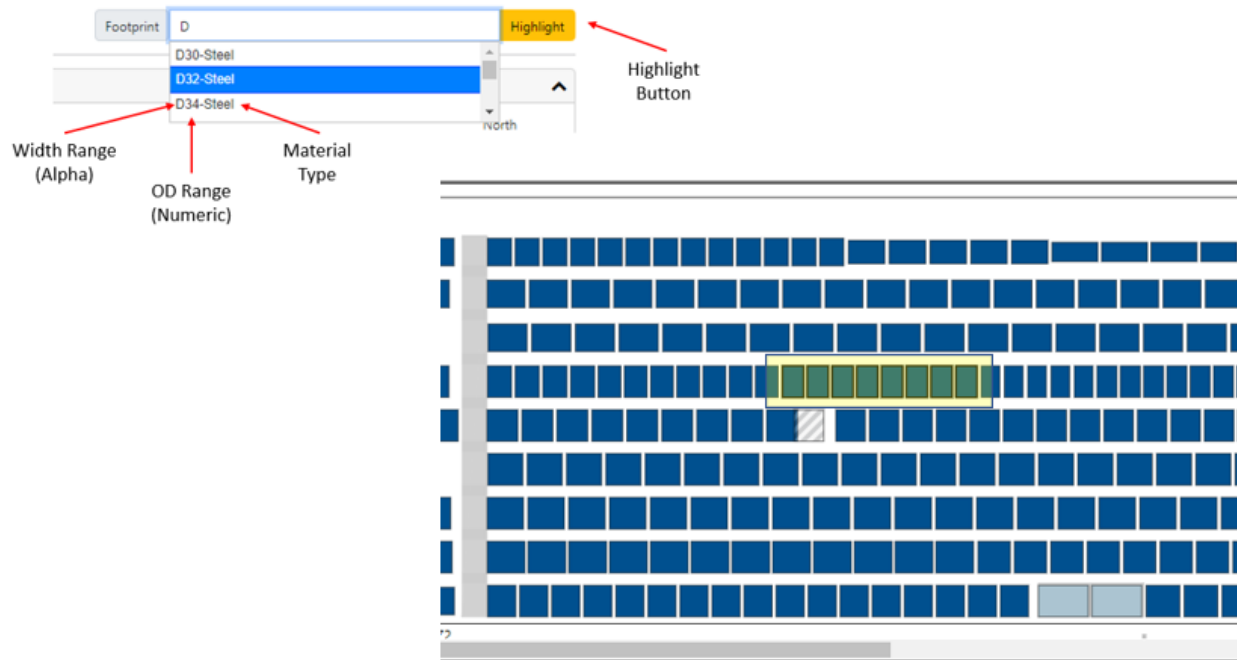 Footprint D Highlight
D30-Steel
D32-Steel
D34-Steel
North
Highlight
Button
Width Range
(Alpha)
OD Range
(Numeric)
Material
Type
72